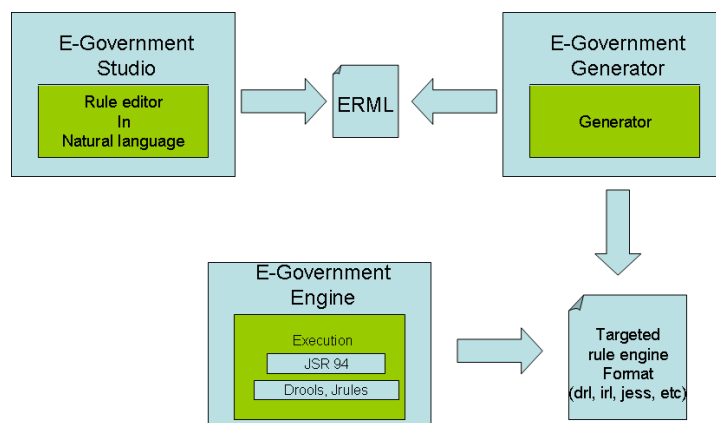 E-Government
Studio
Rule editor
In
Natural language
ERML
E-Government
Generator
Generator
E-Government
Engine
Execution
JSR 94
Drools, Jrules
Targeted
rule engine
Format
(drl, irl, jess, etc)